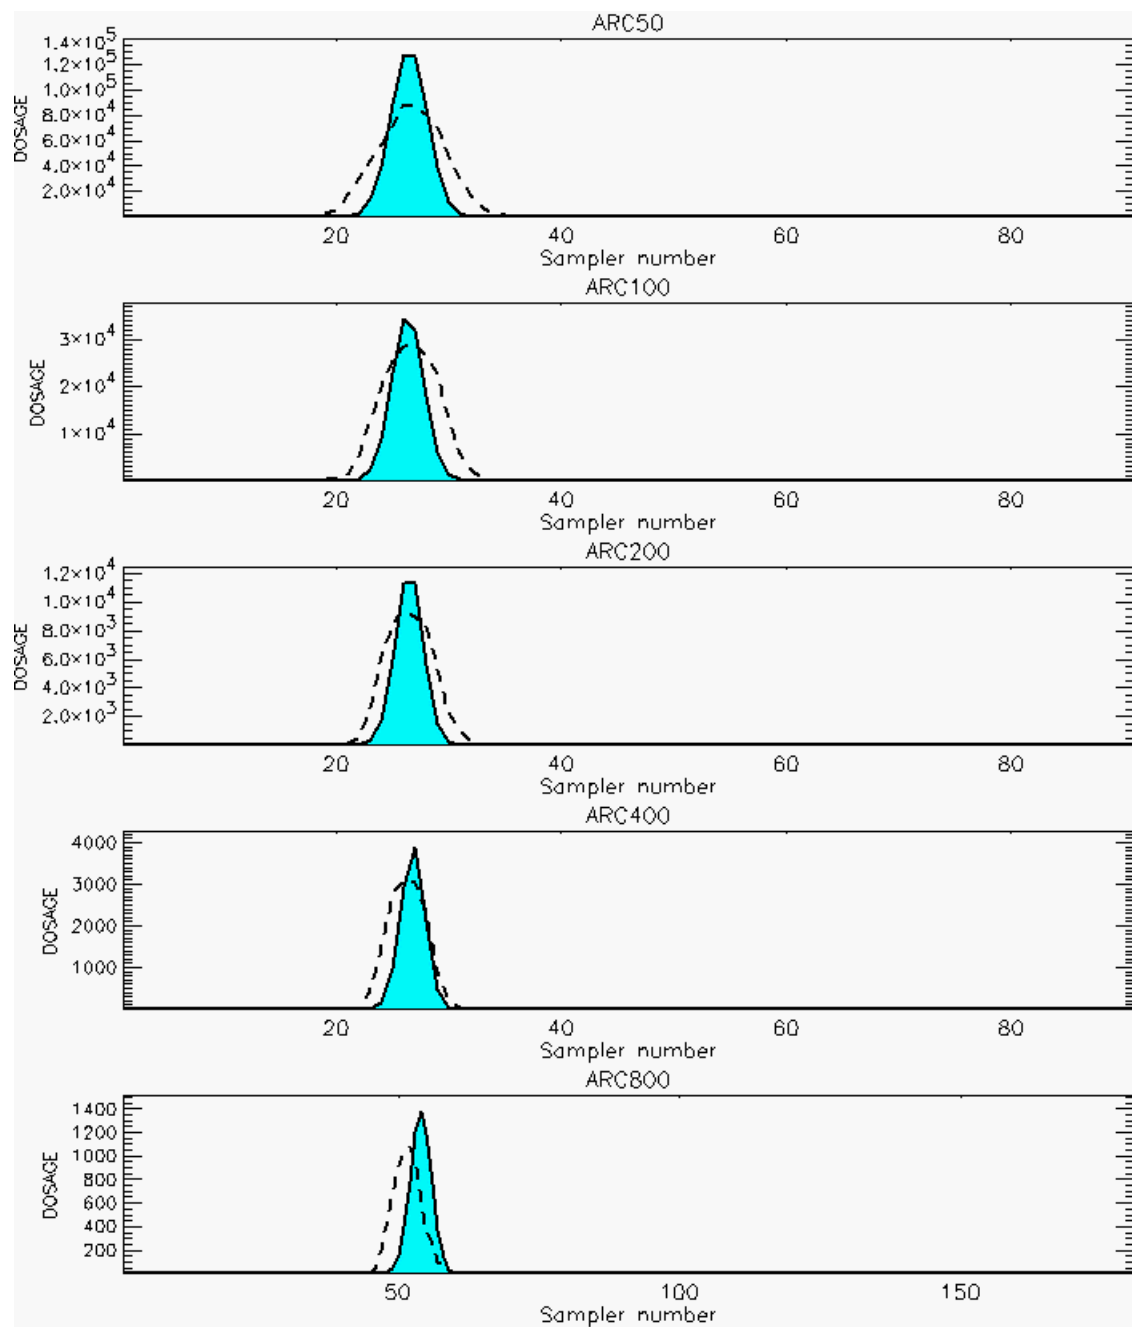 ARC50
DOSAGE
1.4×10⁵
1.2×10⁵
1.0×10⁵
8.0×10⁴
6.0×10⁴
4.0×10⁴
2.0×10⁴
20 40 60 80
Sampler number
ARC100
DOSAGE
3×10⁴
2×10⁴
1×10⁴
20 40 60 80
Sampler number
ARC200
DOSAGE
1.2×10⁴
1.0×10⁴
8.0×10³
6.0×10³
4.0×10³
2.0×10³
20 40 60 80
Sampler number
ARC400
DOSAGE
4000
3000
2000
1000
20 40 60 80
Sampler number
ARC800
DOSAGE
1400
1200
1000
800
600
400
200
50 100 150
Sampler number